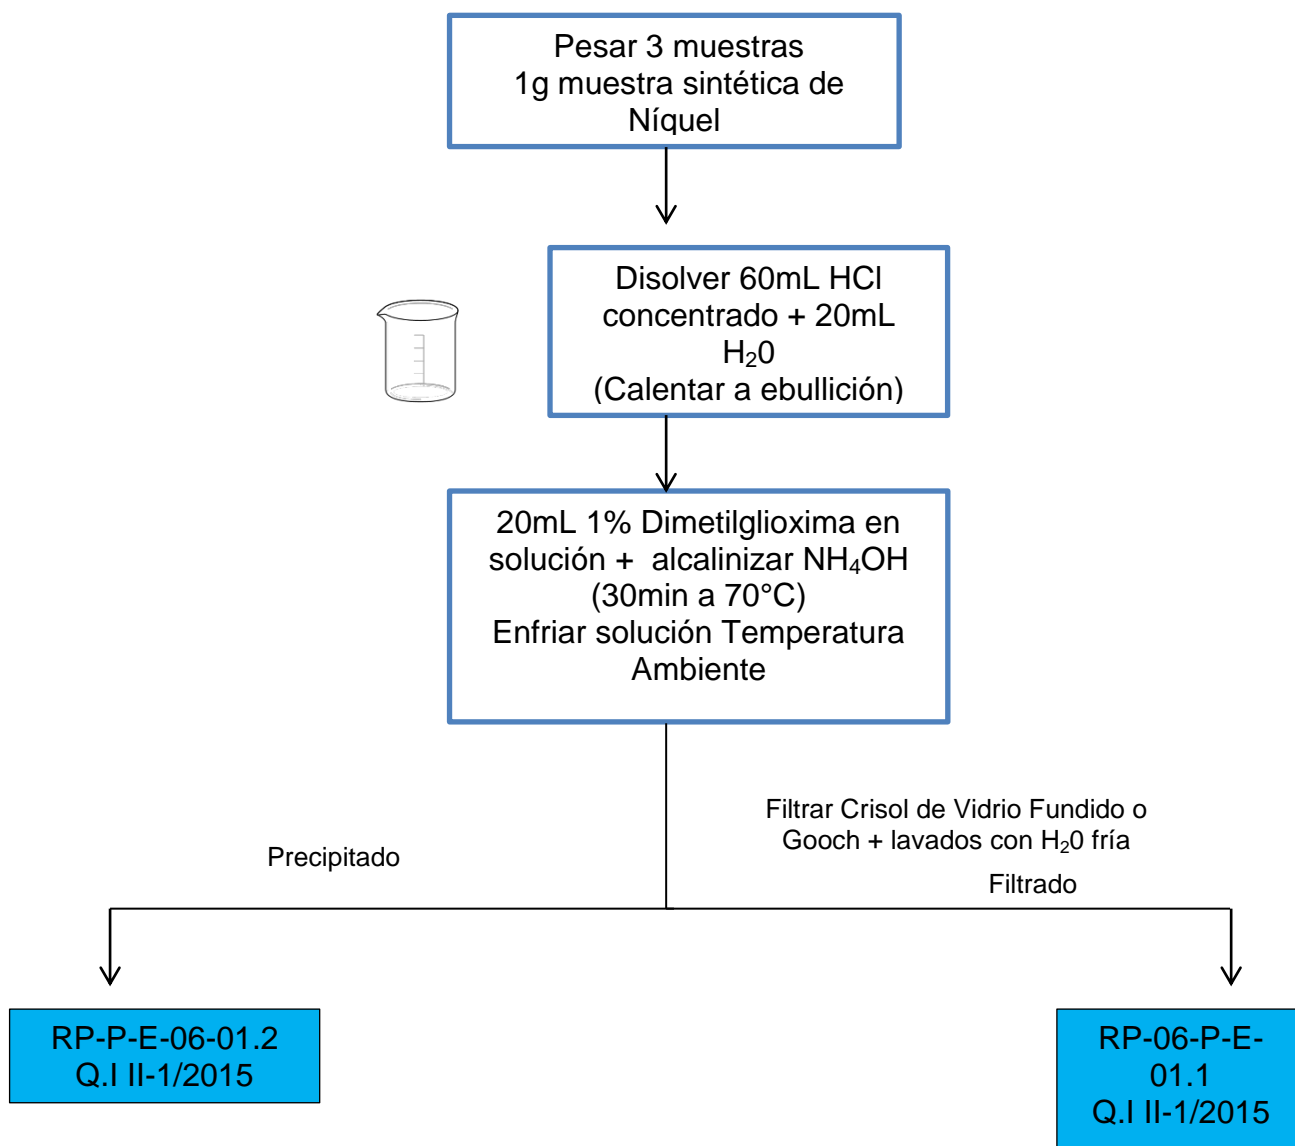 Pesar 3 muestras
1g muestra sintética de
Níquel
Disolver 60mL HCl
concentrado + 20mL
H₂0
(Calentar a ebullición)
20mL 1% Dimetilglioxima en
solución +  alcalinizar NH₄OH
(30min a 70°C)
Enfriar solución Temperatura
Ambiente
Filtrar Crisol de Vidrio Fundido o
Gooch + lavados con H₂0 fría
Precipitado
Filtrado
RP-P-E-06-01.2
Q.I II-1/2015
RP-06-P-E-
01.1
Q.I II-1/2015